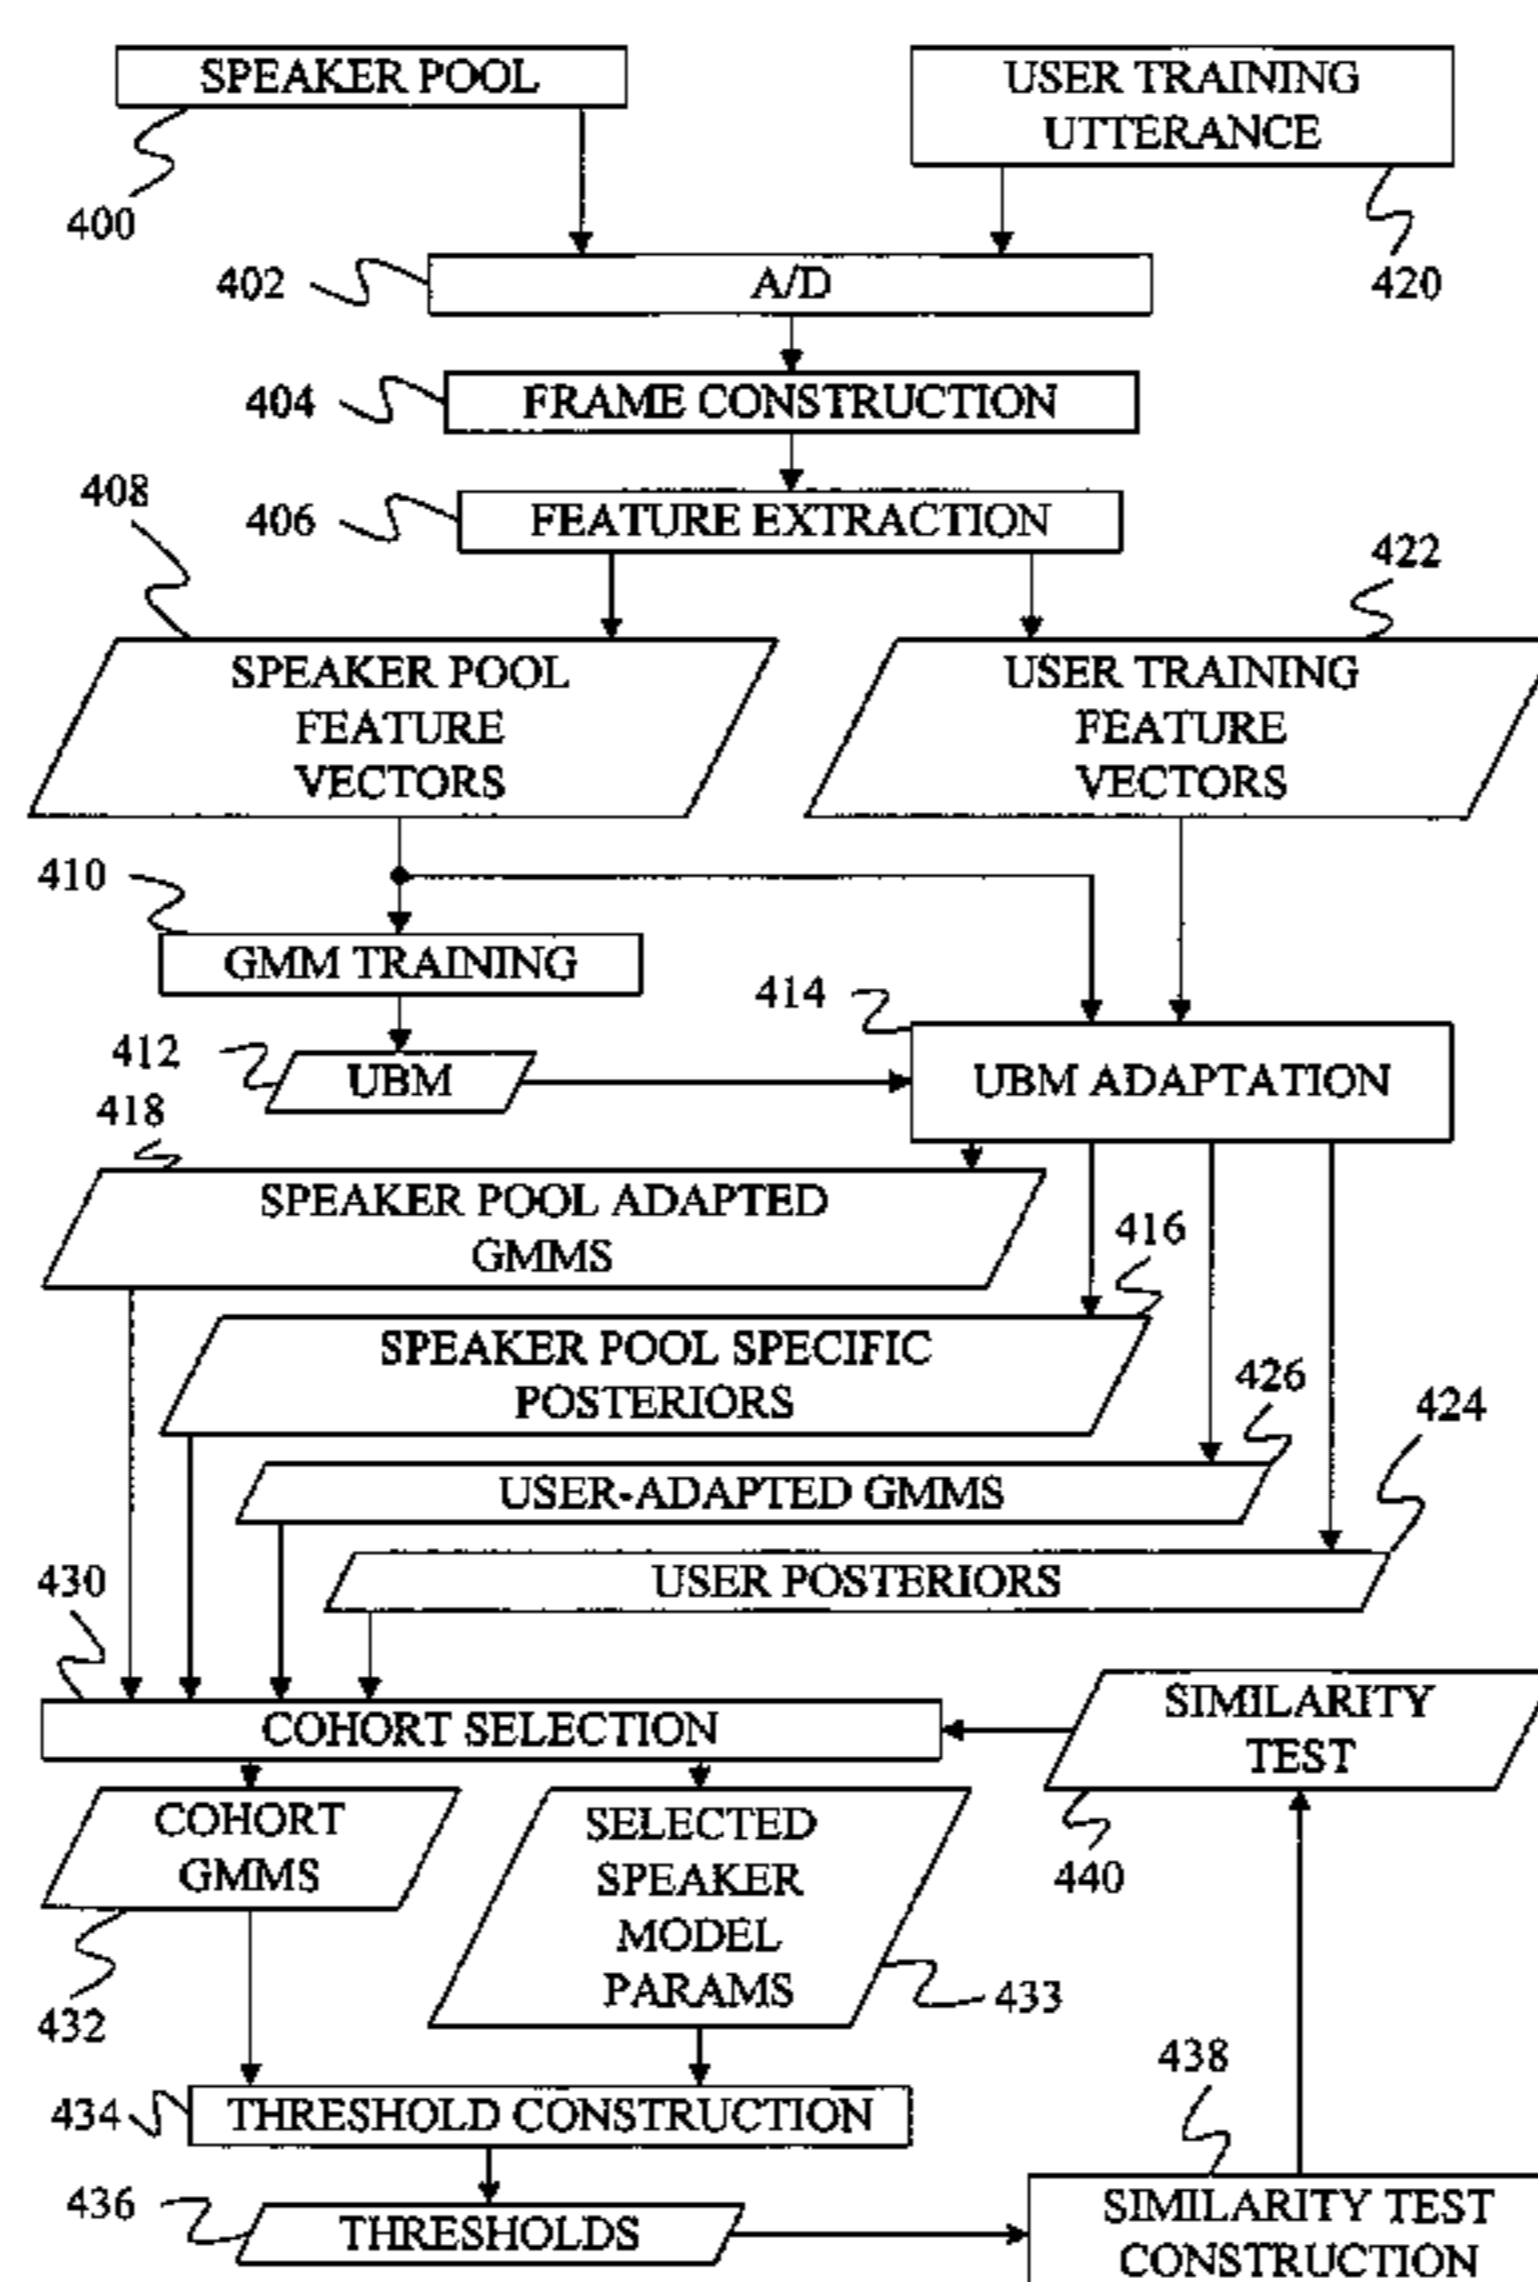 SPEAKER POOL
USER TRAINING
UTTERANCE
400
420
402
A/D
404
FRAME CONSTRUCTION
408
406
FEATURE EXTRACTION
422
SPEAKER POOL
FEATURE
VECTORS
USER TRAINING
FEATURE
VECTORS
410
GMM TRAINING
414
412
UBM
UBM ADAPTATION
418
SPEAKER POOL ADAPTED
GMMS
416
SPEAKER POOL SPECIFIC
POSTERIORS
426
424
USER-ADAPTED GMMS
430
USER POSTERIORS
COHORT SELECTION
SIMILARITY
TEST
COHORT
GMMS
SELECTED
SPEAKER
MODEL
PARAMS
440
432
433
438
434
THRESHOLD CONSTRUCTION
436
THRESHOLDS
SIMILARITY TEST
CONSTRUCTION